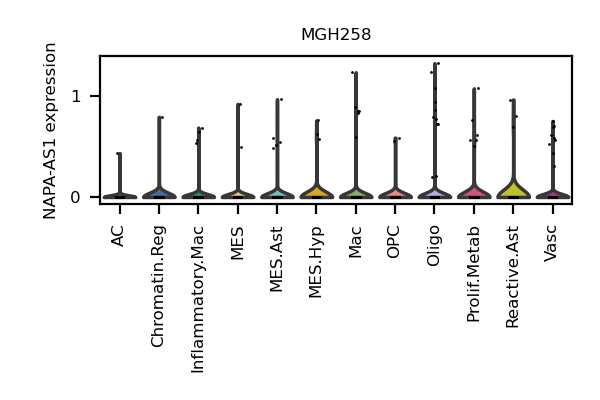 MGH258
NAPA-AS1 expression
1
0
AC
Chromatin.Reg
Inflammatory.Mac
MES
MES.Ast
MES.Hyp
Mac
OPC
Oligo
Prolif.Metab
Reactive.Ast
Vasc